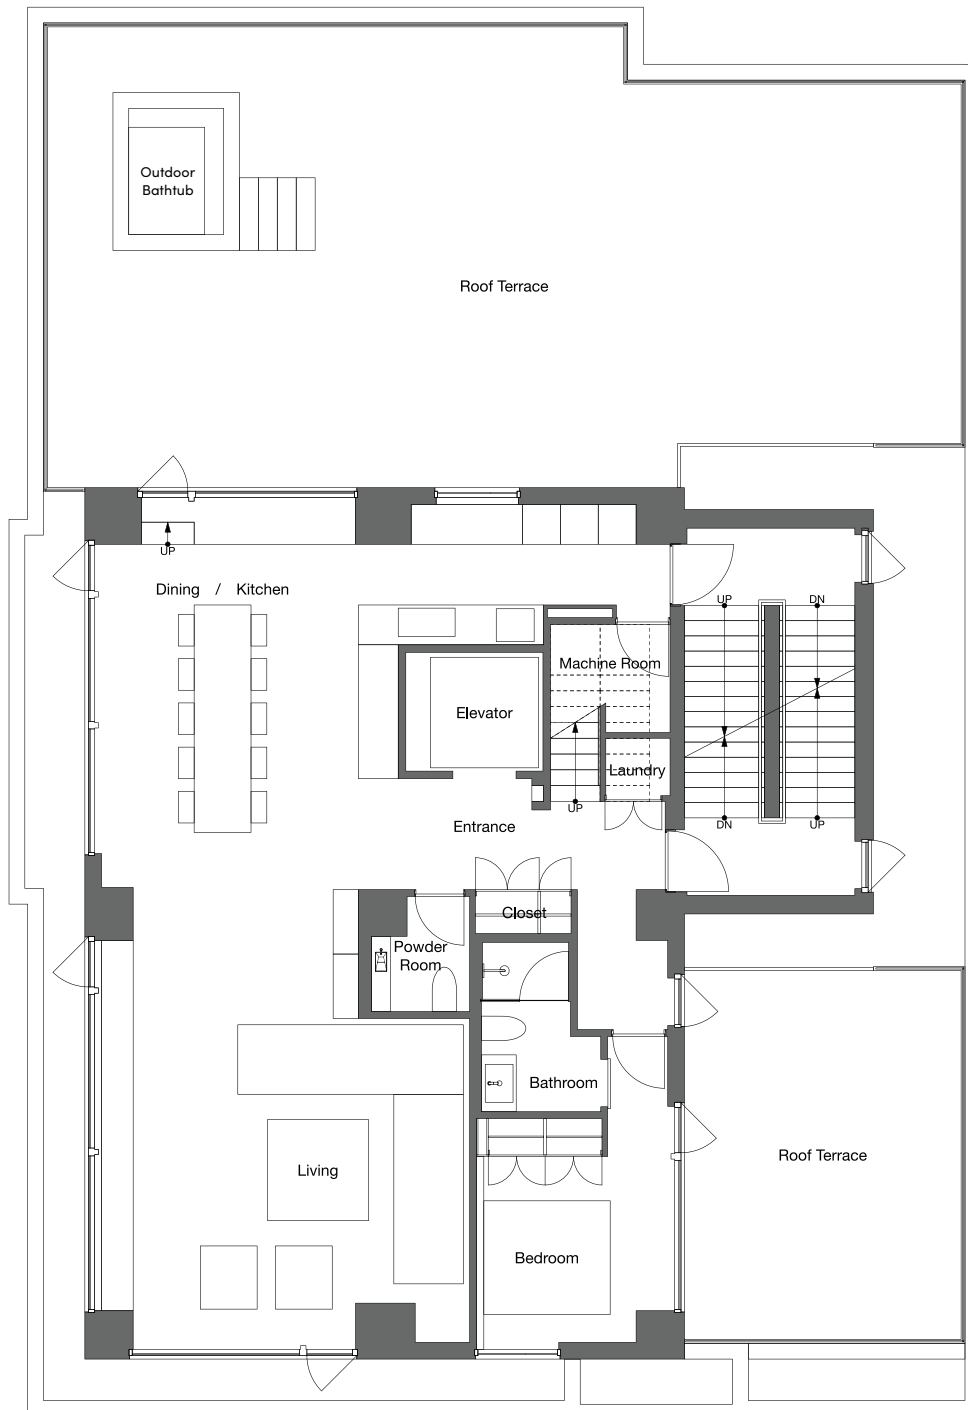 Outdoor
Bathtub
Roof Terrace
UP
Dining / Kitchen
UP
DN
Machine Room
Elevator
Laundry
UP
DN
UP
Entrance
Closet
Powder
Room
Bathroom
Living
Roof Terrace
Bedroom